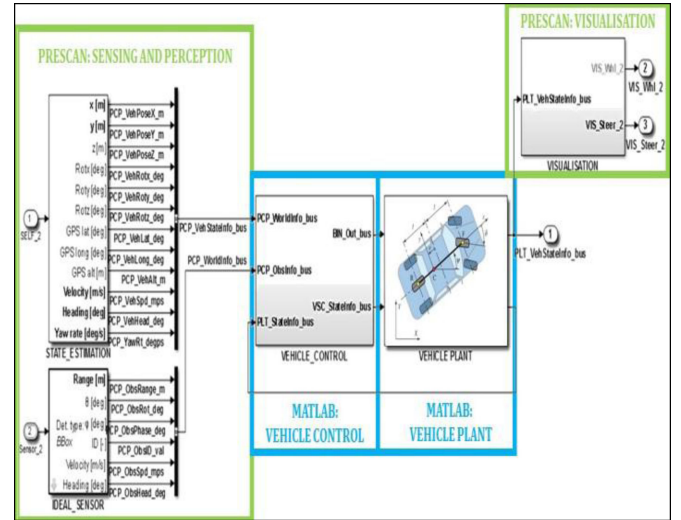 PRESCAN: VISUALISATION
PRESCAN: SENSING AND PERCEPTION
VIS_Whl_2
2
VIS_Whl_2
PLT_VehStateInfo_bus
VIS_Steer_2
3
VIS_Steer_2
VISUALISATION
x [m]
PCP_VehPoseX_m
y [m]
PCP_VehPoseY_m
z [m]
PCP_VehPoseZ_m
Rotx [deg]
PCP_VehRotx_deg
Roty [deg]
PCP_VehRoty_deg
Rotz [deg]
PCP_VehRotz_deg
1
SELF_2
GPS lat [deg]
PCP_VehLat_deg
PCP_VehStateInfo_bus
GPS long [deg]
PCP_VehLong_deg
GPS alt [m]
PCP_VehAlt_m
Velocity [m/s]
PCP_VehSpd_mps
Heading [deg]
PCP_VehHead_deg
Yaw rate [deg/s]
PCP_YawRt_degps
STATE_ESTIMATION
PCP_WorldInfo_bus
PCP_WorldInfo_bus
BIN_Out_bus
PCP_ObsInfo_bus
VSC_StateInfo_bus
PLT_StateInfo_bus
VEHICLE_CONTROL
VEHICLE PLANT
1
PLT_VehStateInfo_bus
Range [m]
PCP_ObsRange_m
θ [deg]
PCP_ObsRot_deg
Det. type: φ [deg]
PCP_ObsPhase_deg
2
Sensor_2
BBox
ID [-]
PCP_ObsID_val
Velocity [m/s]
PCP_ObsSpd_mps
Heading [deg]
PCP_ObsHead_deg
IDEAL_SENSOR
MATLAB:
VEHICLE CONTROL
MATLAB:
VEHICLE PLANT